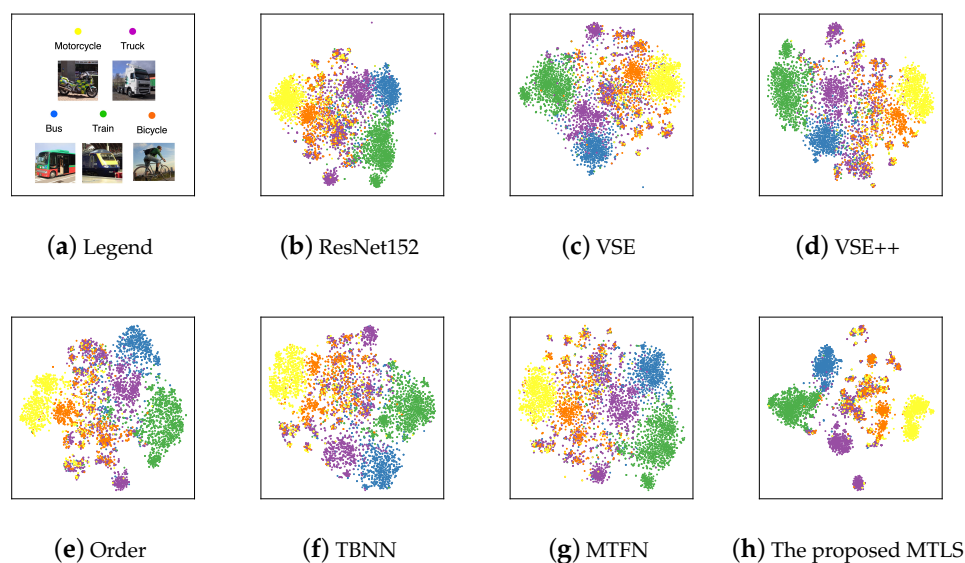 Motorcycle Truck
Bus Train Bicycle
(a) Legend (b) ResNet152 (c) VSE (d) VSE++
(e) Order (f) TBNN (g) MTFN (h) The proposed MTLS